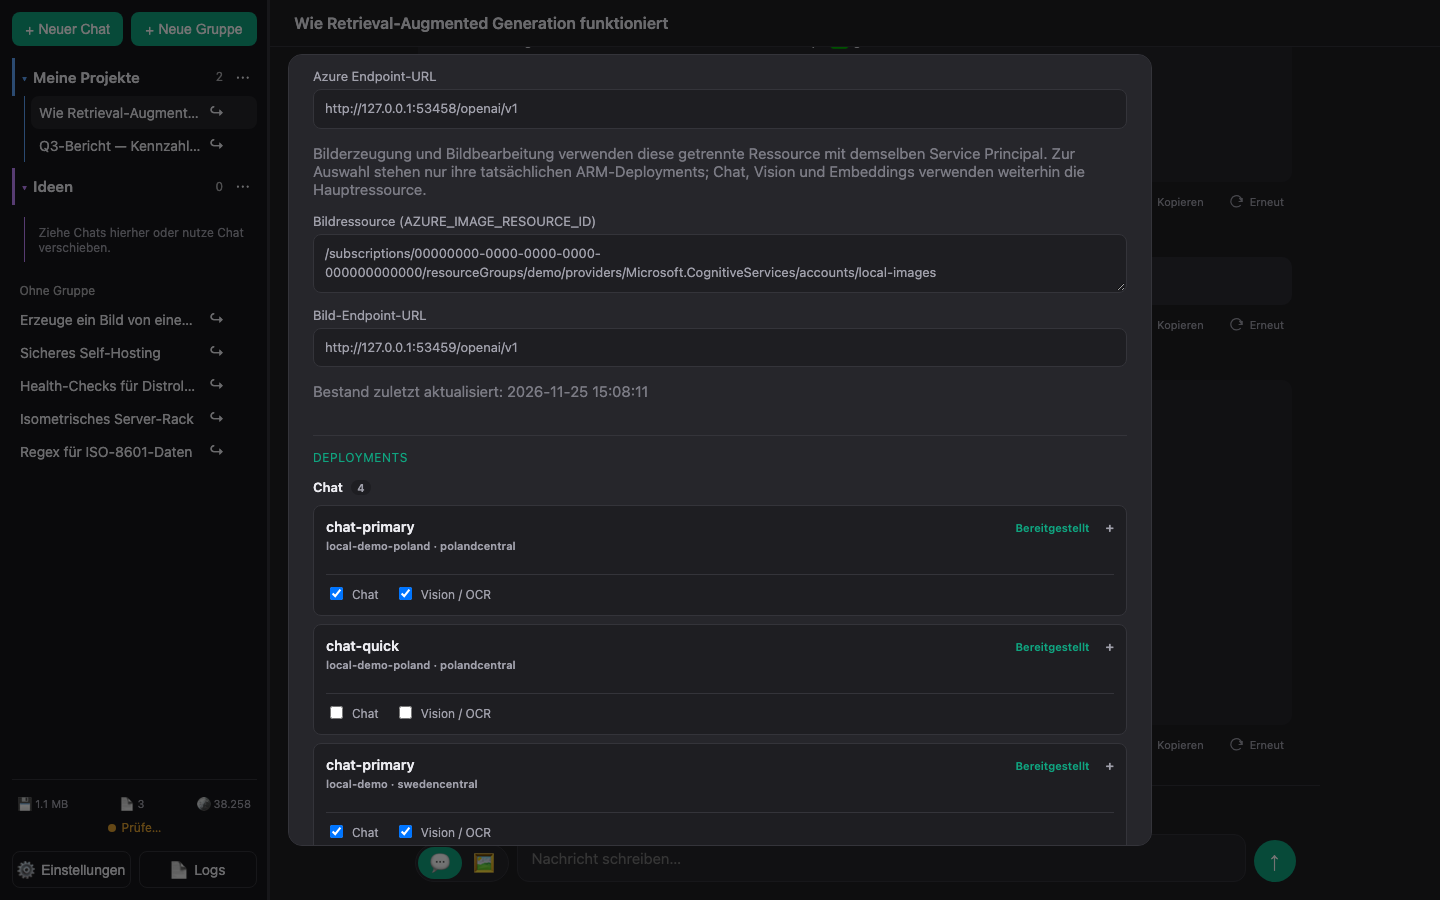 + Neuer Chat
+ Neue Gruppe
Meine Projekte 2 ···
Wie Retrieval-Augment...
Q3-Bericht — Kennzahl...
Ideen 0 ···
Ziehe Chats hierher oder nutze Chat
verschieben.
Ohne Gruppe
Erzeuge ein Bild von eine...
Sicheres Self-Hosting
Health-Checks für Distrol...
Isometrisches Server-Rack
Regex für ISO-8601-Daten
1.1 MB
3
38.258
Prüfe...
Einstellungen
Logs
Wie Retrieval-Augmented Generation funktioniert
Azure Endpoint-URL
http://127.0.0.1:53458/openai/v1
Bilderzeugung und Bildbearbeitung verwenden diese getrennte Ressource mit demselben Service Principal. Zur
Auswahl stehen nur ihre tatsächlichen ARM-Deployments; Chat, Vision und Embeddings verwenden weiterhin die
Hauptressource.
Bildressource (AZURE_IMAGE_RESOURCE_ID)
/subscriptions/00000000-0000-0000-0000-
000000000000/resourceGroups/demo/providers/Microsoft.CognitiveServices/accounts/local-images
Bild-Endpoint-URL
http://127.0.0.1:53459/openai/v1
Bestand zuletzt aktualisiert: 2026-11-25 15:08:11
DEPLOYMENTS
Chat 4
chat-primary
Bereitgestellt +
local-demo-poland · polandcentral
Chat
Vision / OCR
chat-quick
Bereitgestellt +
local-demo-poland · polandcentral
Chat
Vision / OCR
chat-primary
Bereitgestellt +
local-demo · swedencentral
Chat
Vision / OCR
Kopieren
Erneut
Kopieren
Erneut
Kopieren
Erneut
Nachricht schreiben...